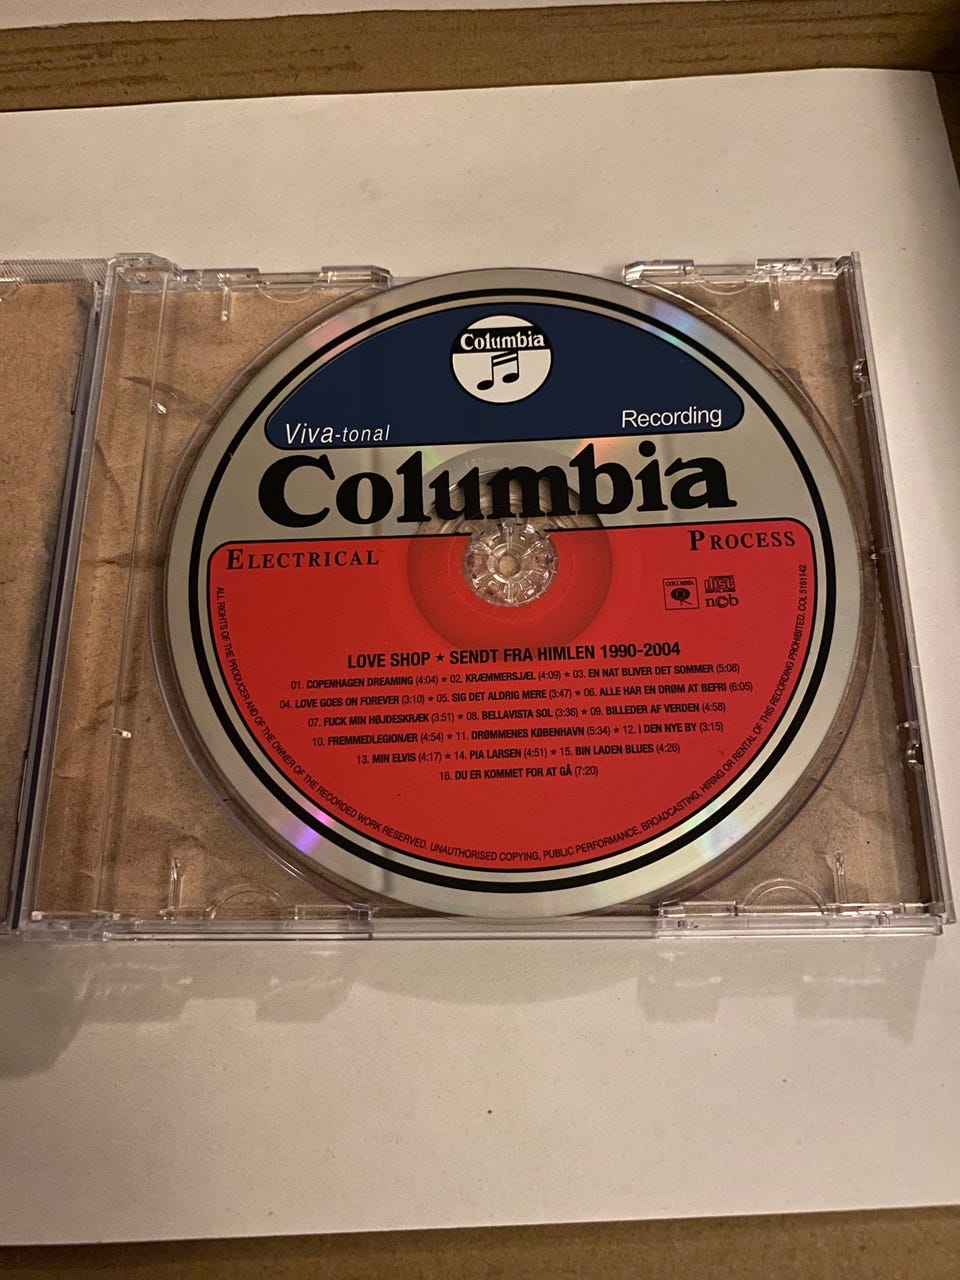 Columbia
Viva-tonal
Recording
Columbia
ELECTRICAL
PROCESS
COLUMBIA
disc
DIGITAL AUDIO
ncb
LOVE SHOP ★ SENDT FRA HIMLEN 1990-2004
01. COPENHAGEN DREAMING (4:04) ★ 02. KRÆMMERSJÆL (4:09) ★ 03. EN NAT BLIVER DET SOMMER (5:08)
04. LOVE GOES ON FOREVER (3:10) ★ 05. SIG DET ALDRIG MERE (3:47) ★ 06. ALLE HAR EN DRØM AT BEFRI (6:05)
07. FUCK MIN HØJDESKRÆK (3:51) ★ 08. BELLAVISTA SOL (3:36) ★ 09. BILLEDER AF VERDEN (4:58)
10. FREMMEDLEGIONÆR (4:54) ★ 11. DRØMMENES KØBENHAVN (5:34) ★ 12. I DEN NYE BY (3:15)
13. MIN ELVIS (4:17) ★ 14. PIA LARSEN (4:51) ★ 15. BIN LADEN BLUES (4:26)
16. DU ER KOMMET FOR AT GÅ (7:20)
ALL RIGHTS OF THE PRODUCER AND OF THE OWNER OF THE RECORDED WORK RESERVED. UNAUTHORISED COPYING, PUBLIC PERFORMANCE, BROADCASTING, HIRING OR RENTAL OF THIS RECORDING PROHIBITED. COL 5161142